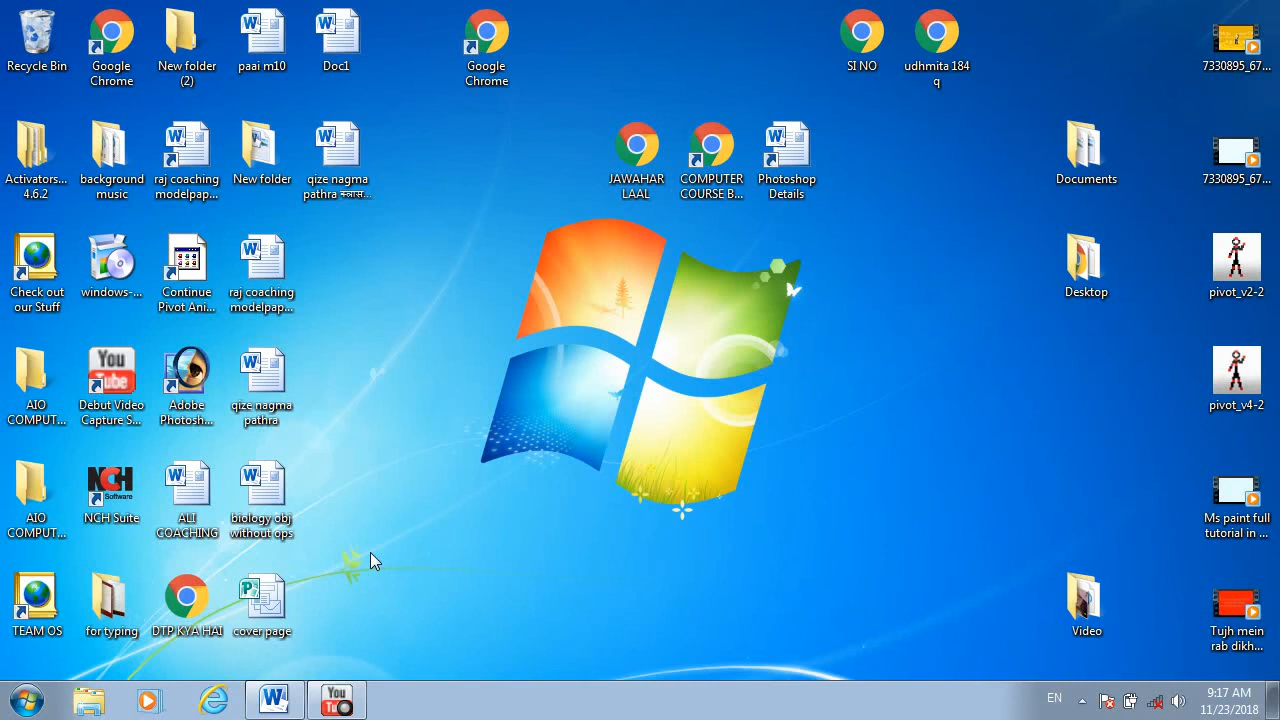 Recycle Bin
Google
Chrome
New folder
(2)
paai m10
Doc1
Google
Chrome
SI NO
udhmita 184
q
7330895_67...
Activators...
4.6.2
background
music
raj coaching
modelpap...
New folder
qize nagma
pathra क्लास...
JAWAHAR
LAAL
COMPUTER
COURSE B...
Photoshop
Details
Documents
7330895_67...
Check out
our Stuff
windows-...
Continue
Pivot Ani...
raj coaching
modelpap...
Desktop
pivot_v2-2
AIO
COMPUT...
You
Tube
Debut Video
Capture S...
Adobe
Photosh...
qize nagma
pathra
pivot_v4-2
AIO
COMPUT...
NCH
Software
NCH Suite
ALI
COACHING
biology obj
without ops
Ms paint full
tutorial in ...
TEAM OS
for typing
DTP KYA HAI
cover page
Video
Tujh mein
rab dikh...
EN
9:17 AM
11/23/2018